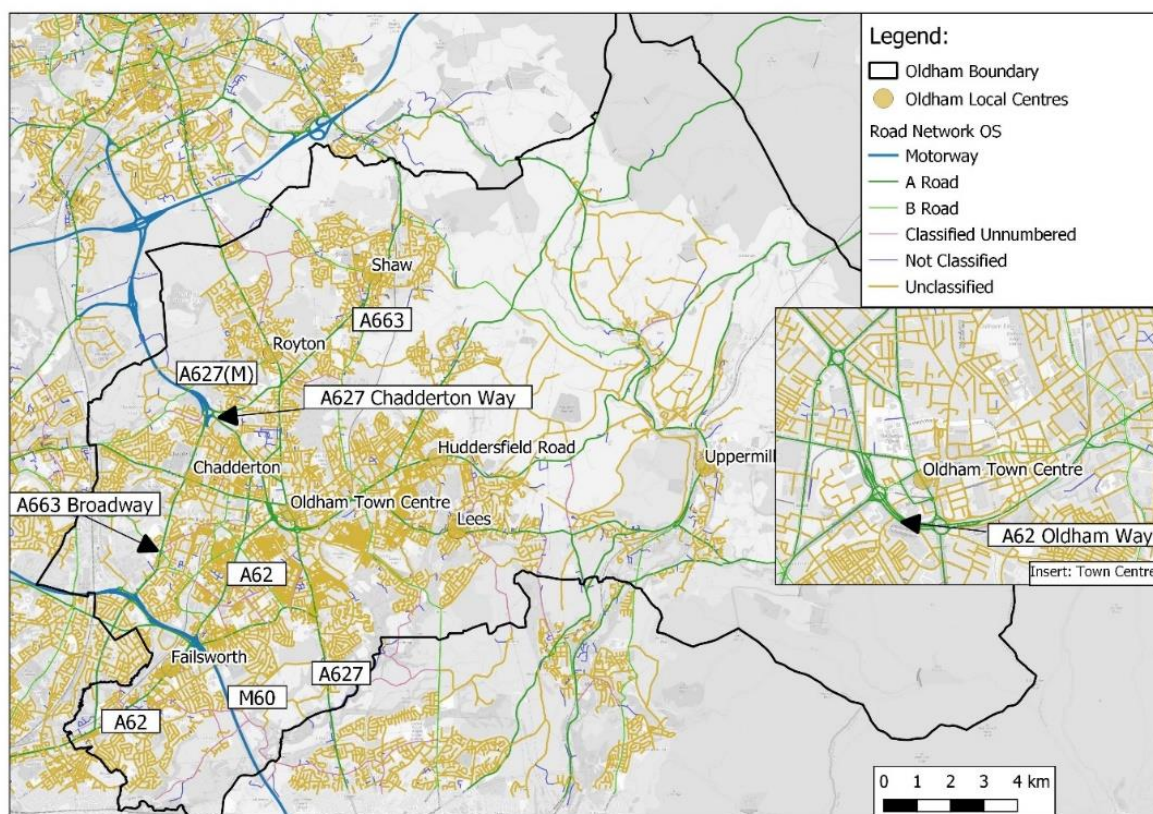 Legend:
Oldham Boundary
Oldham Local Centres
Road Network OS
Motorway
A Road
B Road
Classified Unnumbered
Not Classified
Unclassified
Shaw
A663
Royton
A627(M)
A627 Chadderton Way
Huddersfield Road
Uppermill
Chadderton
Oldham Town Centre
A663 Broadway
Lees
A62
Failsworth
A627
M60
A62
Oldham Town Centre
A62 Oldham Way
Insert: Town Centre
0 1 2 3 4 km